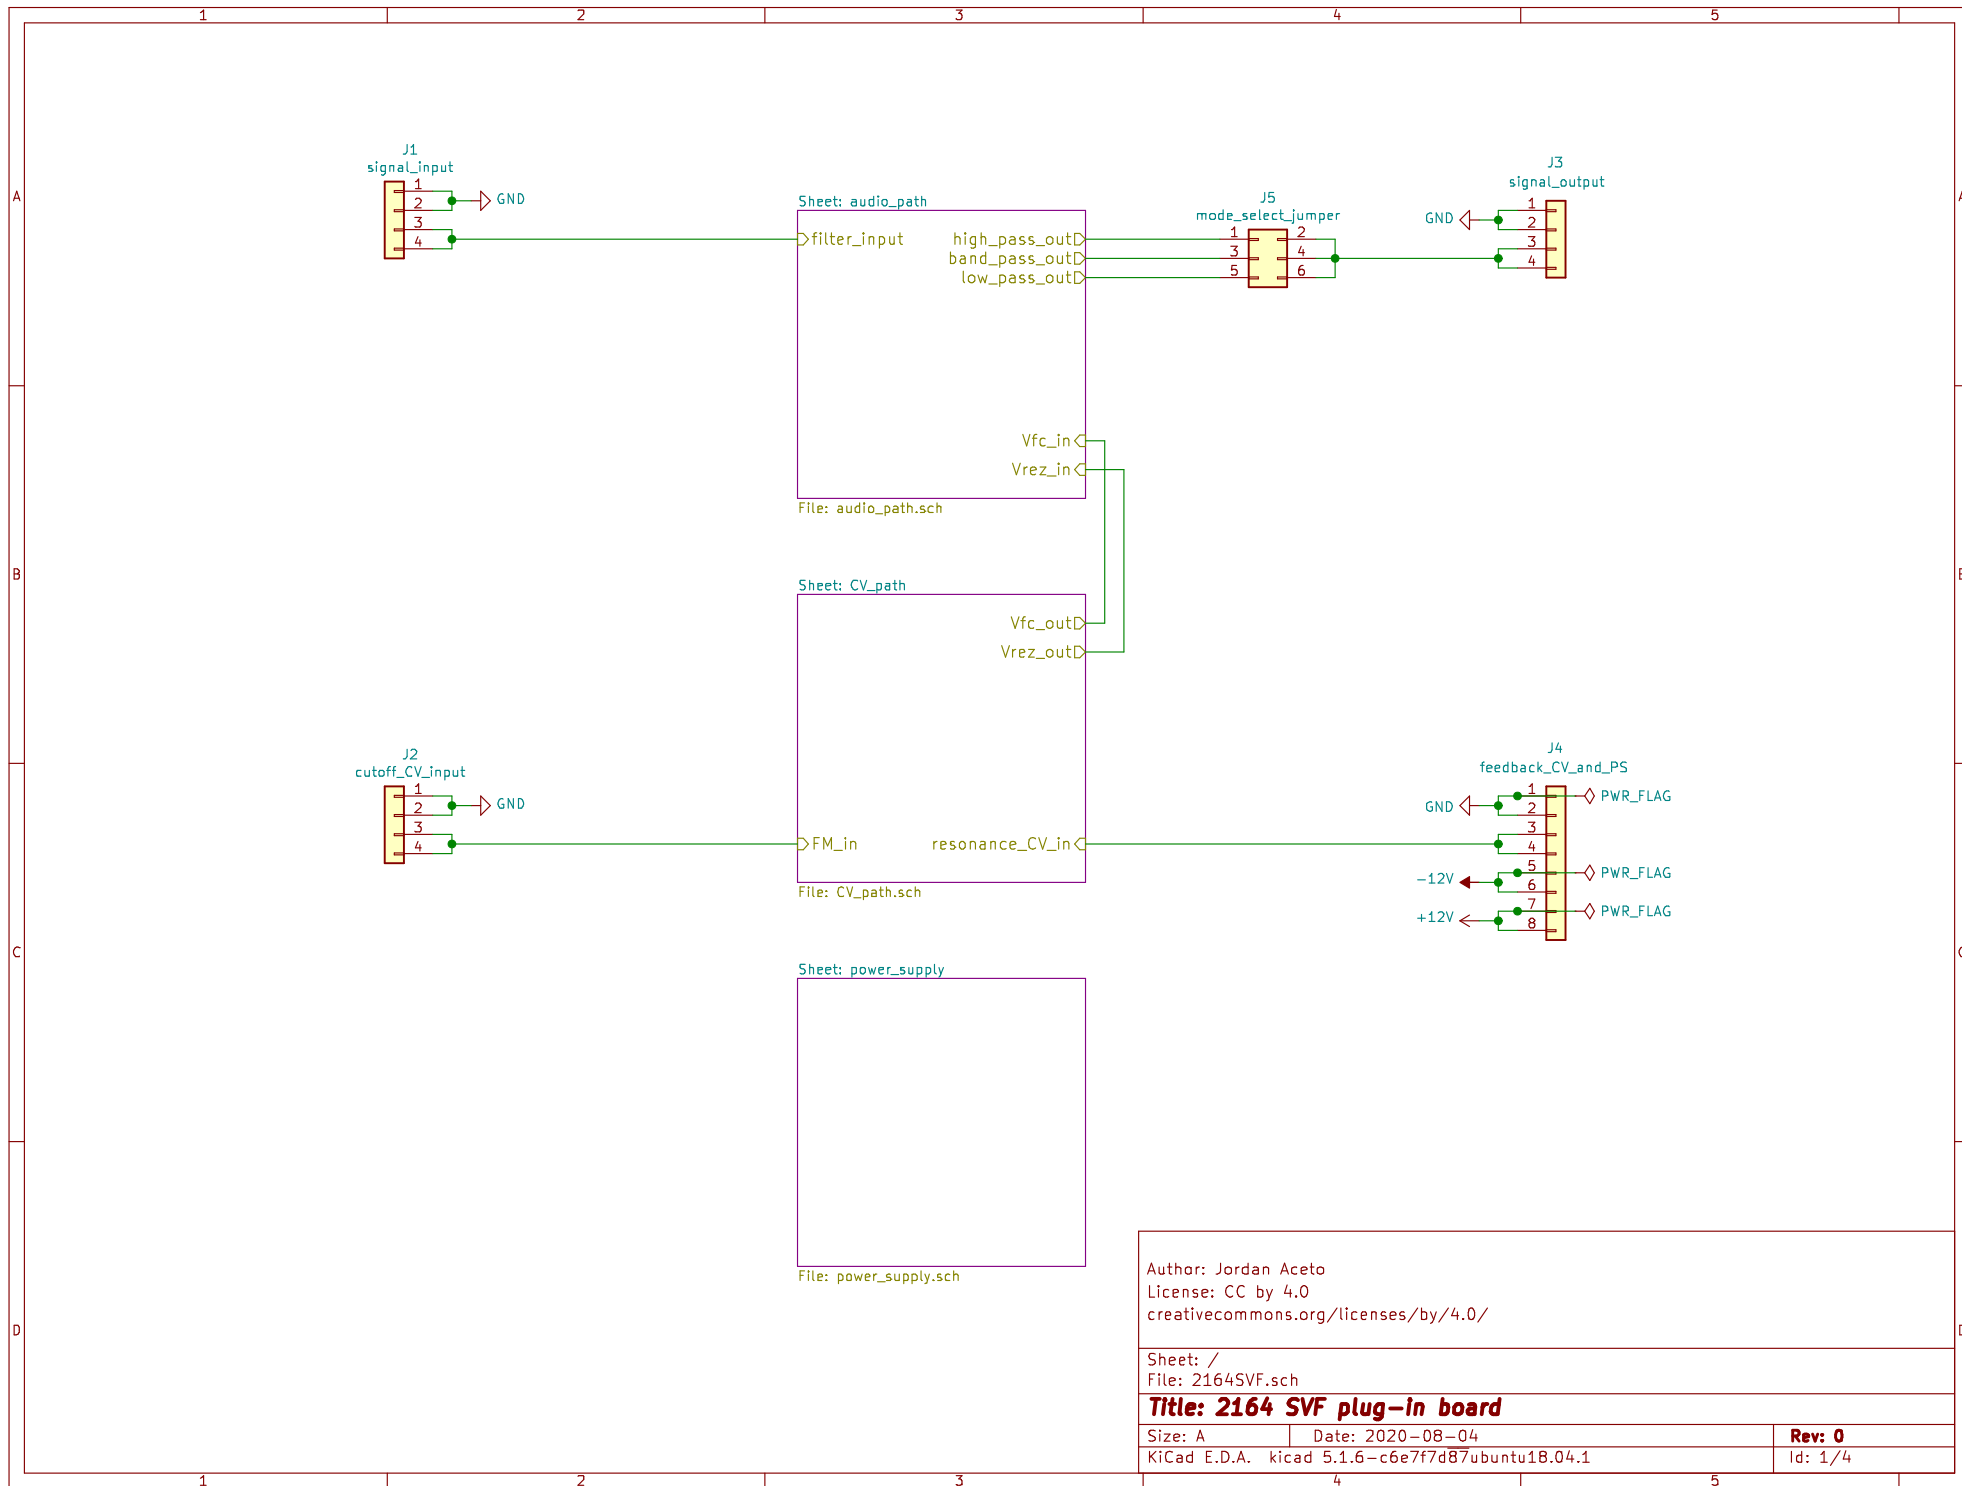 1 2 3 4 5
A
B
C
D
J1
signal_input
1
2
3
4
GND
Sheet: audio_path
filter_input
high_pass_out
band_pass_out
low_pass_out
Vfc_in
Vrez_in
File: audio_path.sch
J5
mode_select_jumper
1 2
3 4
5 6
J3
signal_output
GND
1
2
3
4
Sheet: CV_path
Vfc_out
Vrez_out
FM_in
resonance_CV_in
File: CV_path.sch
J2
cutoff_CV_input
1
2
3
4
GND
J4
feedback_CV_and_PS
GND
-12V
+12V
1
2
3
4
5
6
7
8
PWR_FLAG
PWR_FLAG
PWR_FLAG
Sheet: power_supply
File: power_supply.sch
Author: Jordan Aceto
License: CC by 4.0
creativecommons.org/licenses/by/4.0/
Sheet: /
File: 2164SVF.sch
Title: 2164 SVF plug-in board
Size: A Date: 2020-08-04 Rev: 0
KiCad E.D.A. kicad 5.1.6-c6e7f7d87ubuntu18.04.1 Id: 1/4
1 2 3 4 5